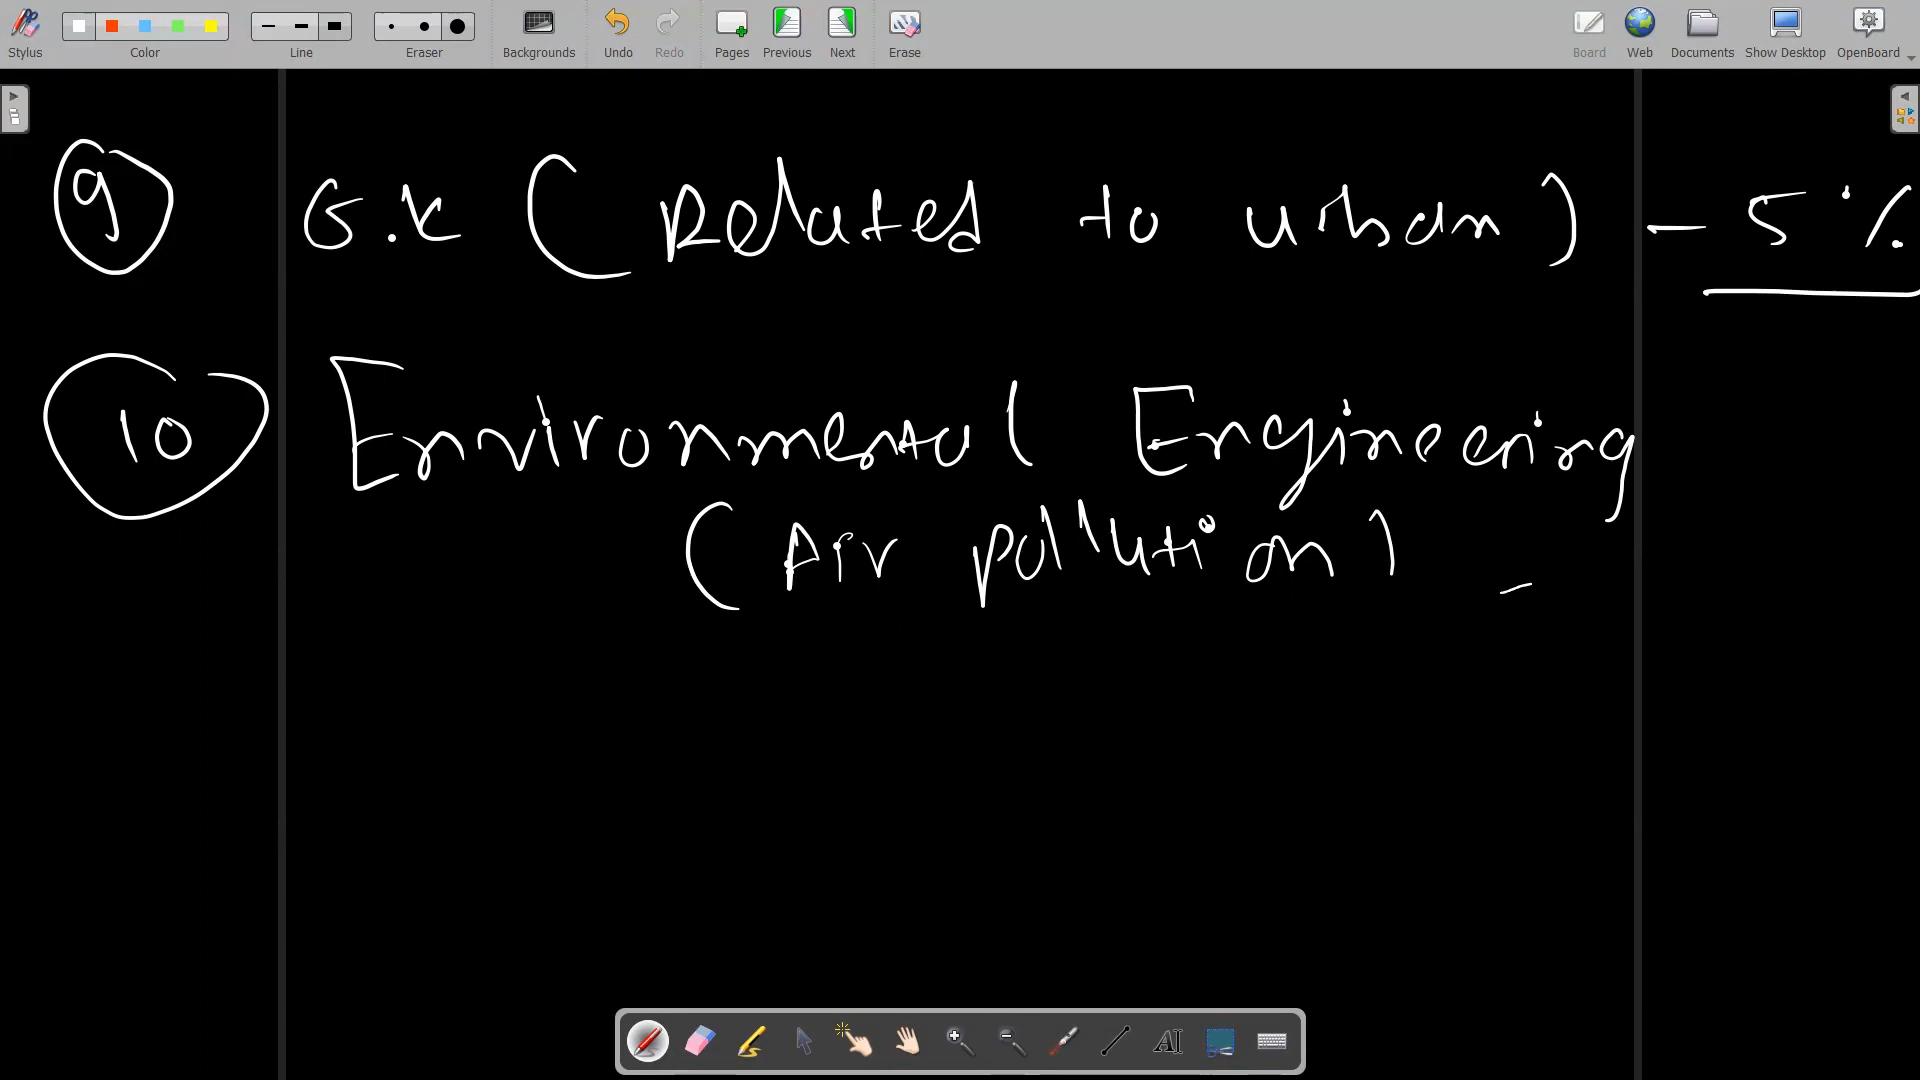 Stylus Color Line Eraser Backgrounds Undo Redo Pages Previous Next Erase Board Web Documents Show Desktop OpenBoard
9 G.K (Related to urban) - 5%
10 Environmental Engineering
(Air pollution) -